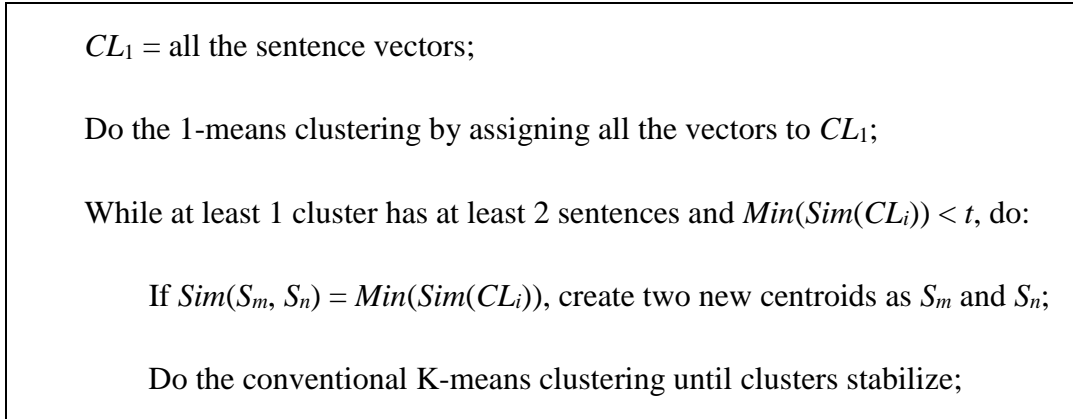 CL₁ = all the sentence vectors;
Do the 1-means clustering by assigning all the vectors to CL₁;
While at least 1 cluster has at least 2 sentences and Min(Sim(CLᵢ)) < t, do:
If Sim(Sₘ, Sₙ) = Min(Sim(CLᵢ)), create two new centroids as Sₘ and Sₙ;
Do the conventional K-means clustering until clusters stabilize;